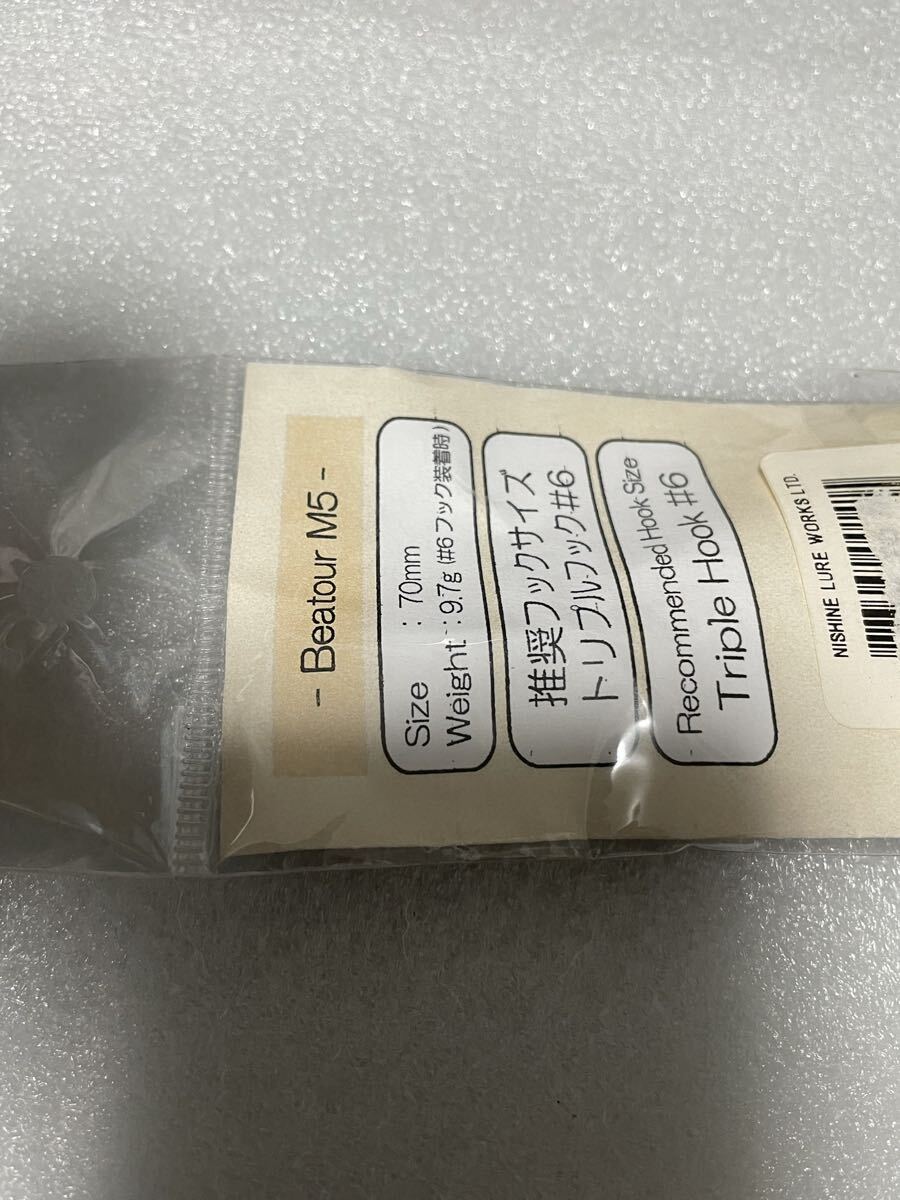 - Beatour M5 -
Size : 70mm
Weight : 9.7g (#6フック装着時)
推奨フックサイズ
トリプルフック#6
Recommended Hook Size
Triple Hook #6
NISHINE LURE WORKS LTD.